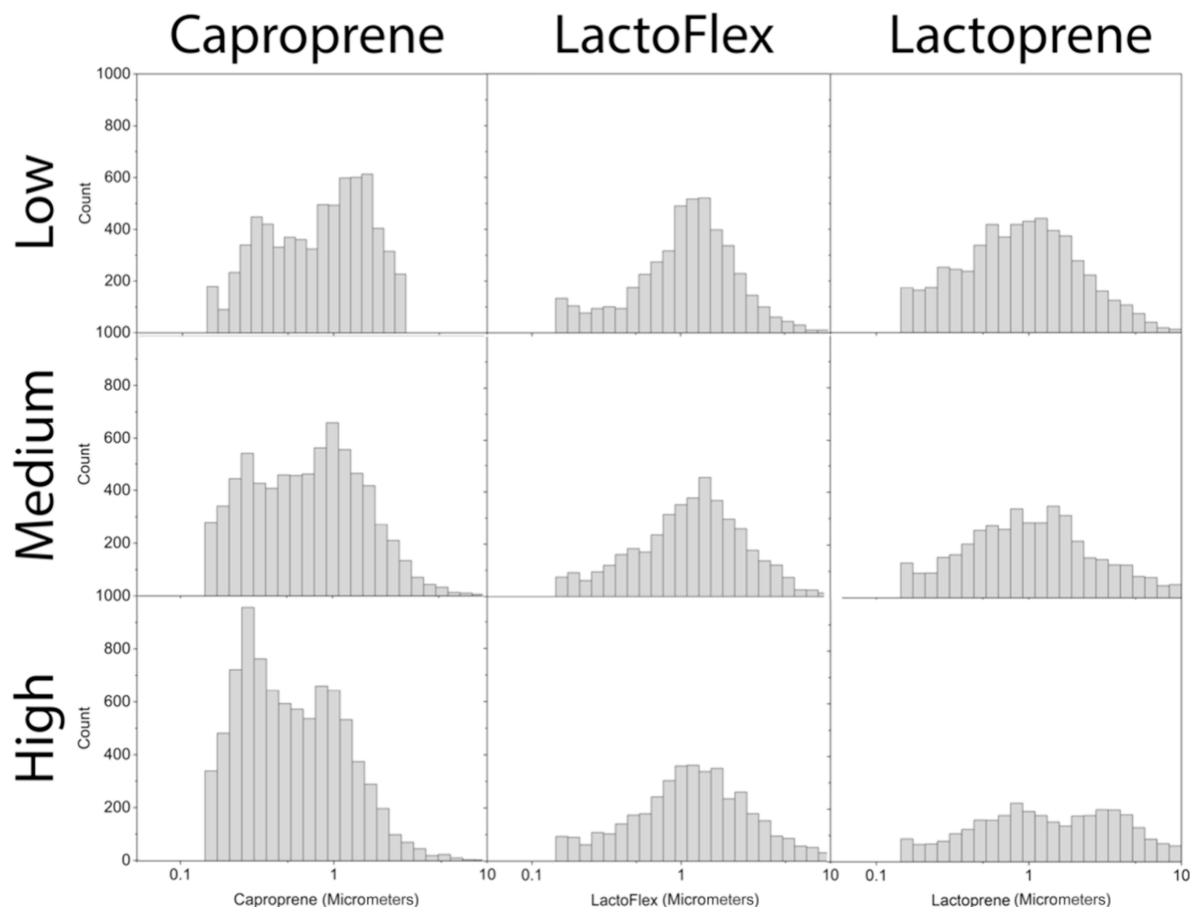 Caproprene LactoFlex Lactoprene
Low
Count
1000
800
600
400
200
Medium
Count
1000
800
600
400
200
High
Count
1000
800
600
400
200
0
0.1 1 10 0.1 1 10 0.1 1 10
Caproprene (Micrometers) LactoFlex (Micrometers) Lactoprene (Micrometers)